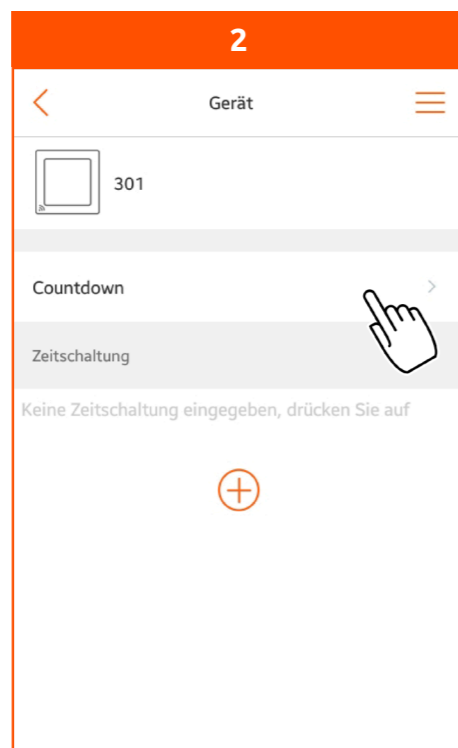 2
Gerät
301
Countdown
Zeitschaltung
Keine Zeitschaltung eingegeben, drücken Sie auf